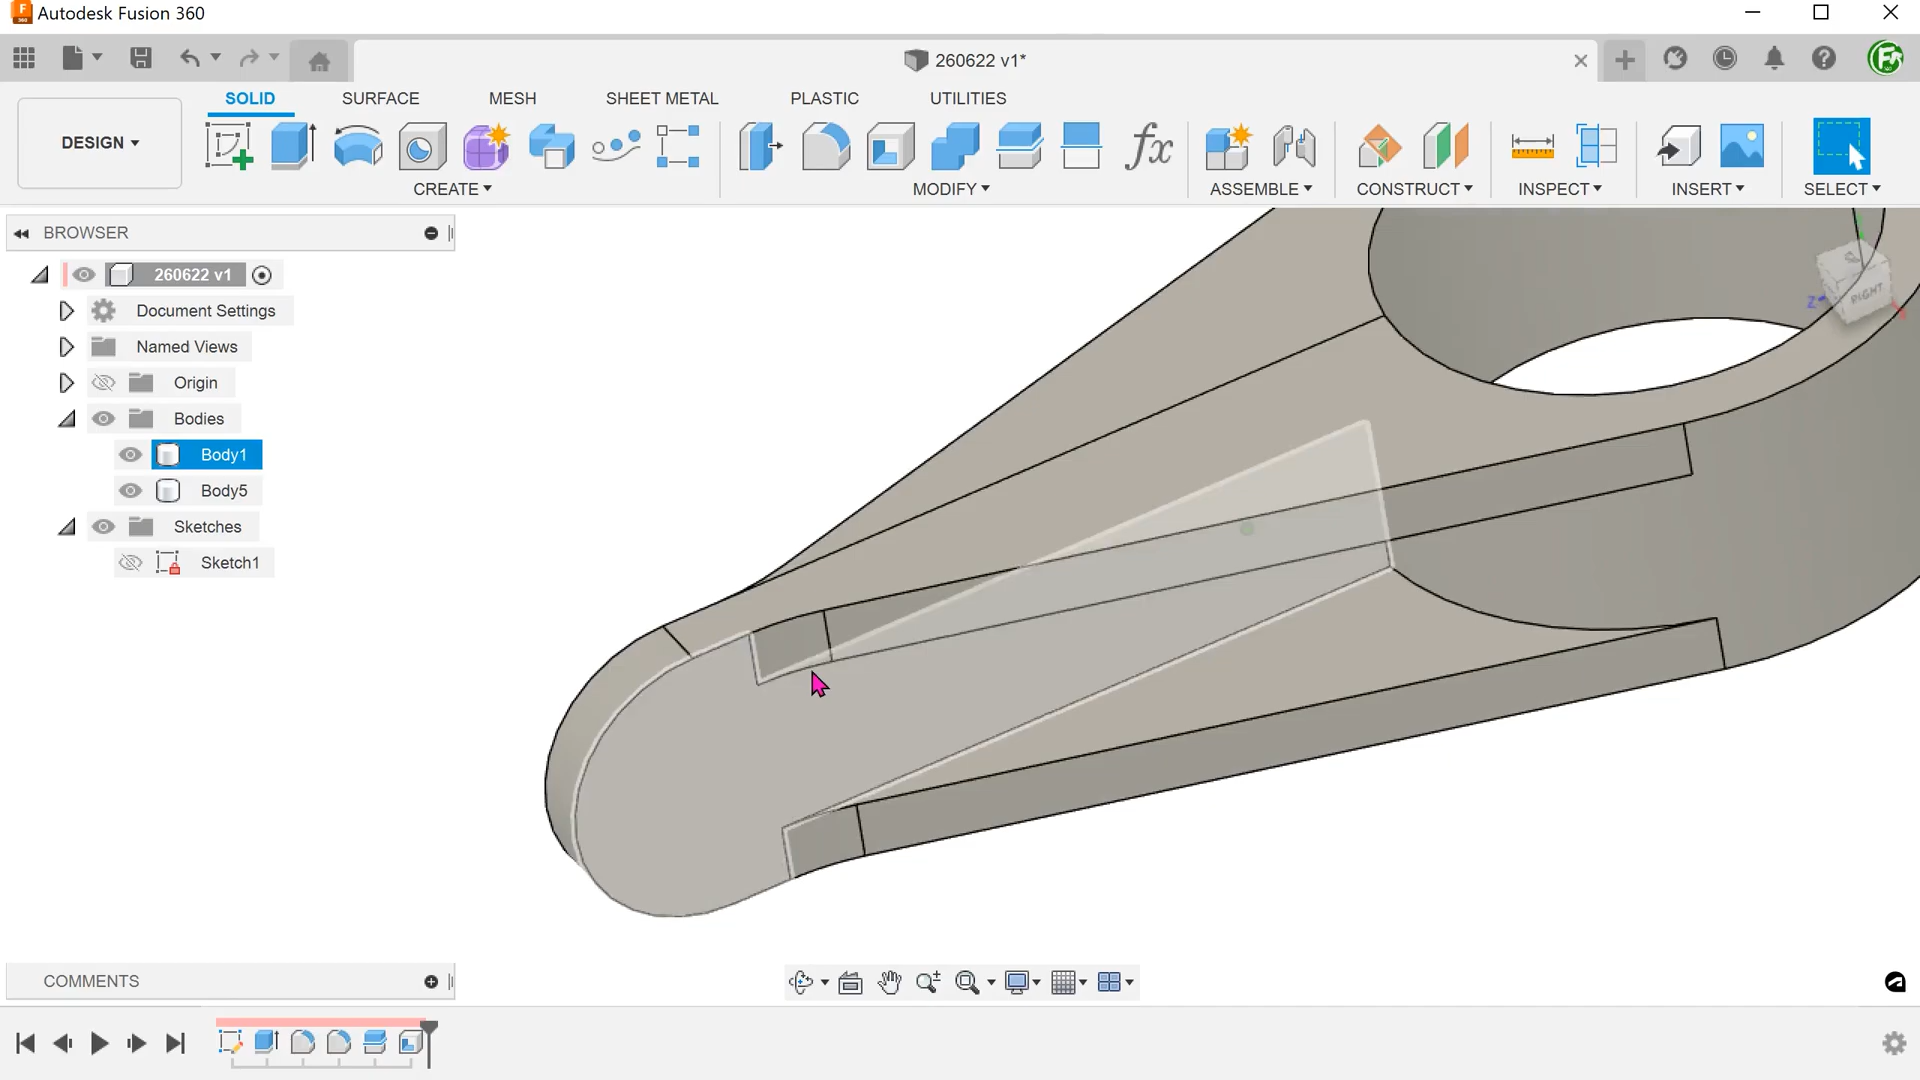 Autodesk Fusion 360
260622 v1*
SOLID SURFACE MESH SHEET METAL PLASTIC UTILITIES
DESIGN
CREATE MODIFY ASSEMBLE CONSTRUCT INSPECT INSERT SELECT
BROWSER
260622 v1
Document Settings
Named Views
Origin
Bodies
Body1
Body5
Sketches
Sketch1
Z
RIGHT
COMMENTS